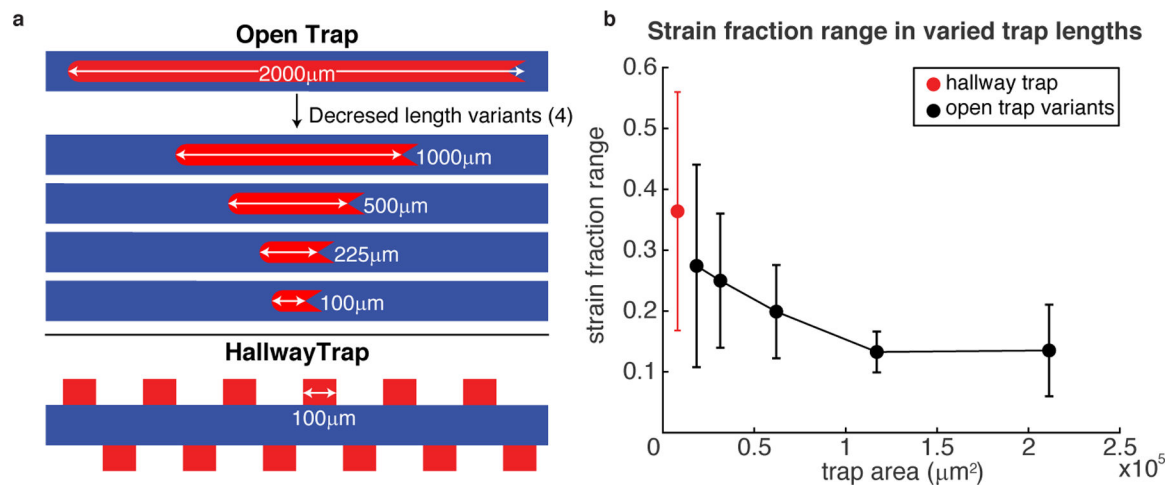 a
Open Trap
2000μm
Decresed length variants (4)
1000μm
500μm
225μm
100μm
HallwayTrap
100μm
b
Strain fraction range in varied trap lengths
hallway trap
open trap variants
strain fraction range
0.6
0.5
0.4
0.3
0.2
0.1
0
0.5
1
1.5
2
2.5
x10⁵
trap area (μm²)